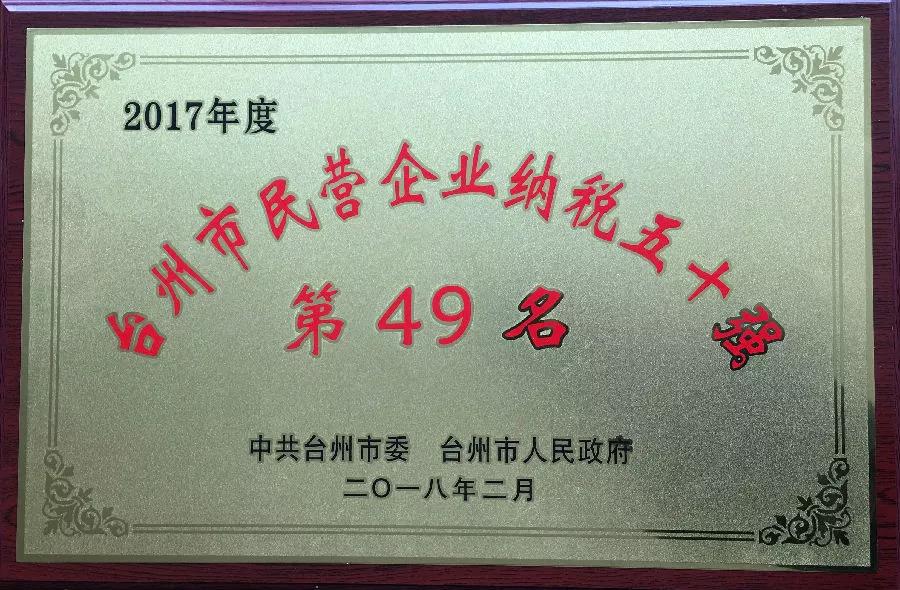 2017年度
台州市民营企业纳税五十强
第49名
中共台州市委 台州市人民政府
二〇一八年二月